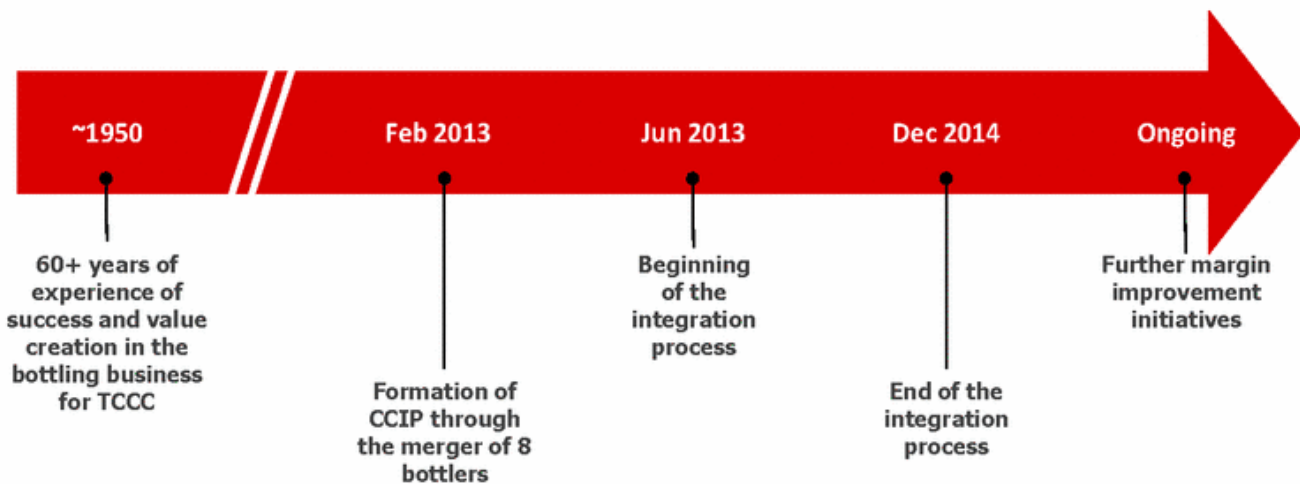 ~1950
Feb 2013
Jun 2013
Dec 2014
Ongoing
60+ years of
experience of
success and value
creation in the
bottling business
for TCCC
Formation of
CCIP through
the merger of 8
bottlers
Beginning
of the
integration
process
End of the
integration
process
Further margin
improvement
initiatives